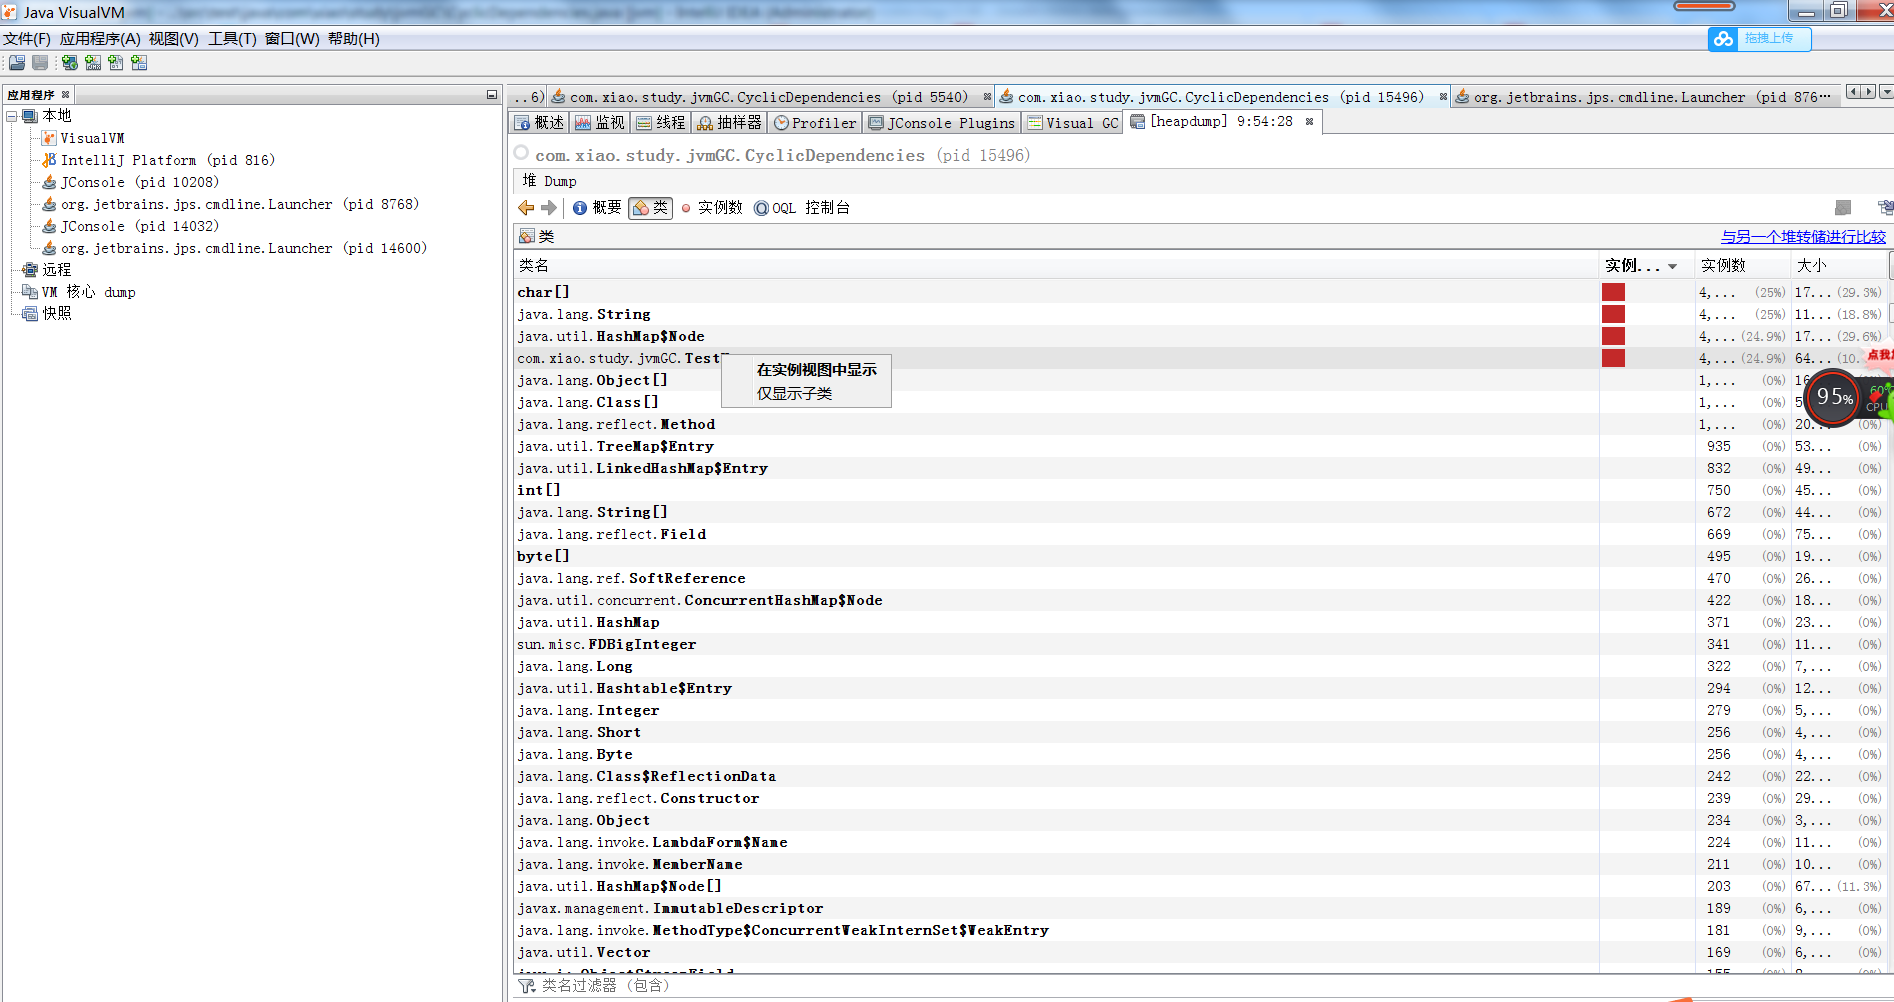 Java VisualVM
文件(F) 应用程序(A) 视图(V) 工具(T) 窗口(W) 帮助(H)
拖拽上传
应用程序
本地
VisualVM
IntelliJ Platform (pid 816)
JConsole (pid 10208)
org.jetbrains.jps.cmdline.Launcher (pid 8768)
JConsole (pid 14032)
org.jetbrains.jps.cmdline.Launcher (pid 14600)
远程
VM 核心 dump
快照
..6) com.xiao.study.jvmGC.CyclicDependencies (pid 5540) com.xiao.study.jvmGC.CyclicDependencies (pid 15496) org.jetbrains.jps.cmdline.Launcher (pid 876...
概述 监视 线程 抽样器 Profiler JConsole Plugins Visual GC [heapdump] 9:54:28
com.xiao.study.jvmGC.CyclicDependencies (pid 15496)
堆 Dump
概要 类 实例数 OQL 控制台
类 与另一个堆转储进行比较
类名 实例... 实例数 大小
char[] 4,... (25%) 17... (29.3%)
java.lang.String 4,... (25%) 11... (18.8%)
java.util.HashMap$Node 4,... (24.9%) 17... (29.6%)
com.xiao.study.jvmGC.Test 4,... (24.9%) 64... (10.
点我
在实例视图中显示
仅显示子类
java.lang.Object[] 1,... (0%) 16
java.lang.Class[] 1,... (0%) 5
95%
60°
CPU
java.lang.reflect.Method 1,... (0%) 20... (0%)
java.util.TreeMap$Entry 935 (0%) 53... (0%)
java.util.LinkedHashMap$Entry 832 (0%) 49... (0%)
int[] 750 (0%) 45... (0%)
java.lang.String[] 672 (0%) 44... (0%)
java.lang.reflect.Field 669 (0%) 75... (0%)
byte[] 495 (0%) 19... (0%)
java.lang.ref.SoftReference 470 (0%) 26... (0%)
java.util.concurrent.ConcurrentHashMap$Node 422 (0%) 18... (0%)
java.util.HashMap 371 (0%) 23... (0%)
sun.misc.FDBigInteger 341 (0%) 11... (0%)
java.lang.Long 322 (0%) 7,... (0%)
java.util.Hashtable$Entry 294 (0%) 12... (0%)
java.lang.Integer 279 (0%) 5,... (0%)
java.lang.Short 256 (0%) 4,... (0%)
java.lang.Byte 256 (0%) 4,... (0%)
java.lang.Class$ReflectionData 242 (0%) 22... (0%)
java.lang.reflect.Constructor 239 (0%) 29... (0%)
java.lang.Object 234 (0%) 3,... (0%)
java.lang.invoke.LambdaForm$Name 224 (0%) 11... (0%)
java.lang.invoke.MemberName 211 (0%) 10... (0%)
java.util.HashMap$Node[] 203 (0%) 67... (11.3%)
javax.management.ImmutableDescriptor 189 (0%) 6,... (0%)
java.lang.invoke.MethodType$ConcurrentWeakInternSet$WeakEntry 181 (0%) 9,... (0%)
java.util.Vector 169 (0%) 6,... (0%)
类名过滤器 （包含）